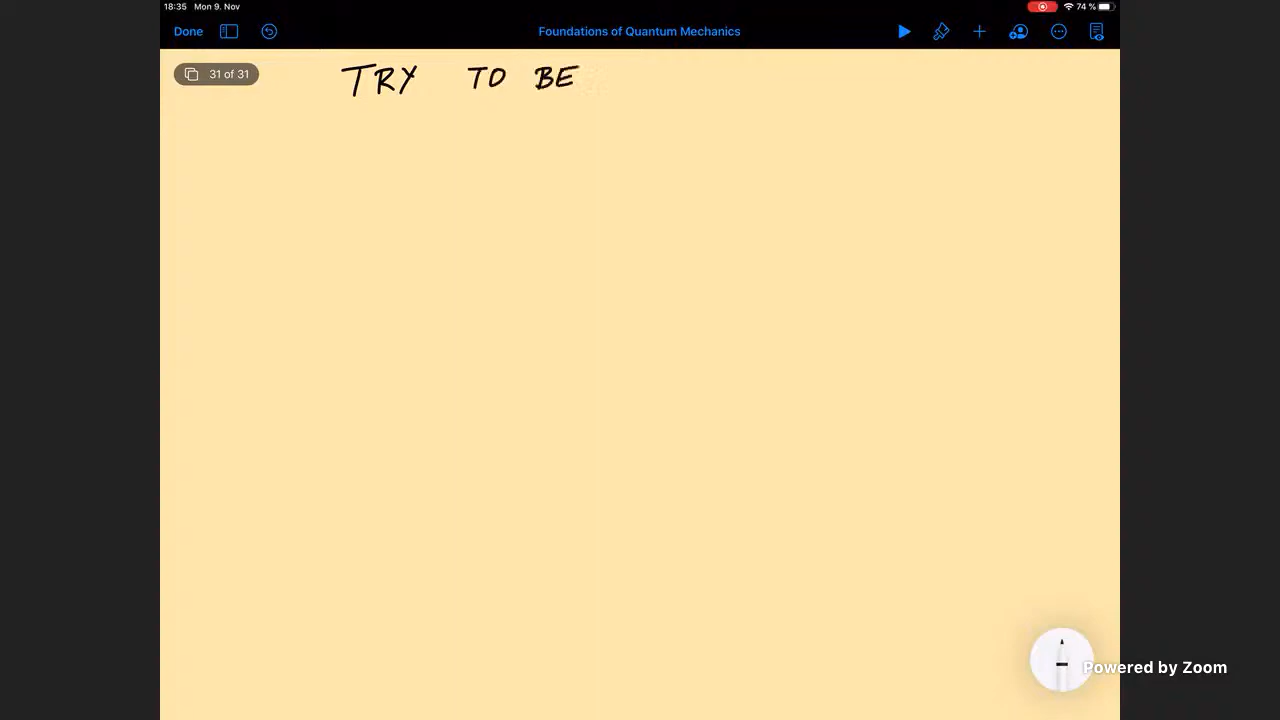 18:35 Mon 9. Nov 74 %
Done Foundations of Quantum Mechanics
31 of 31 TRY TO BE
Powered by Zoom